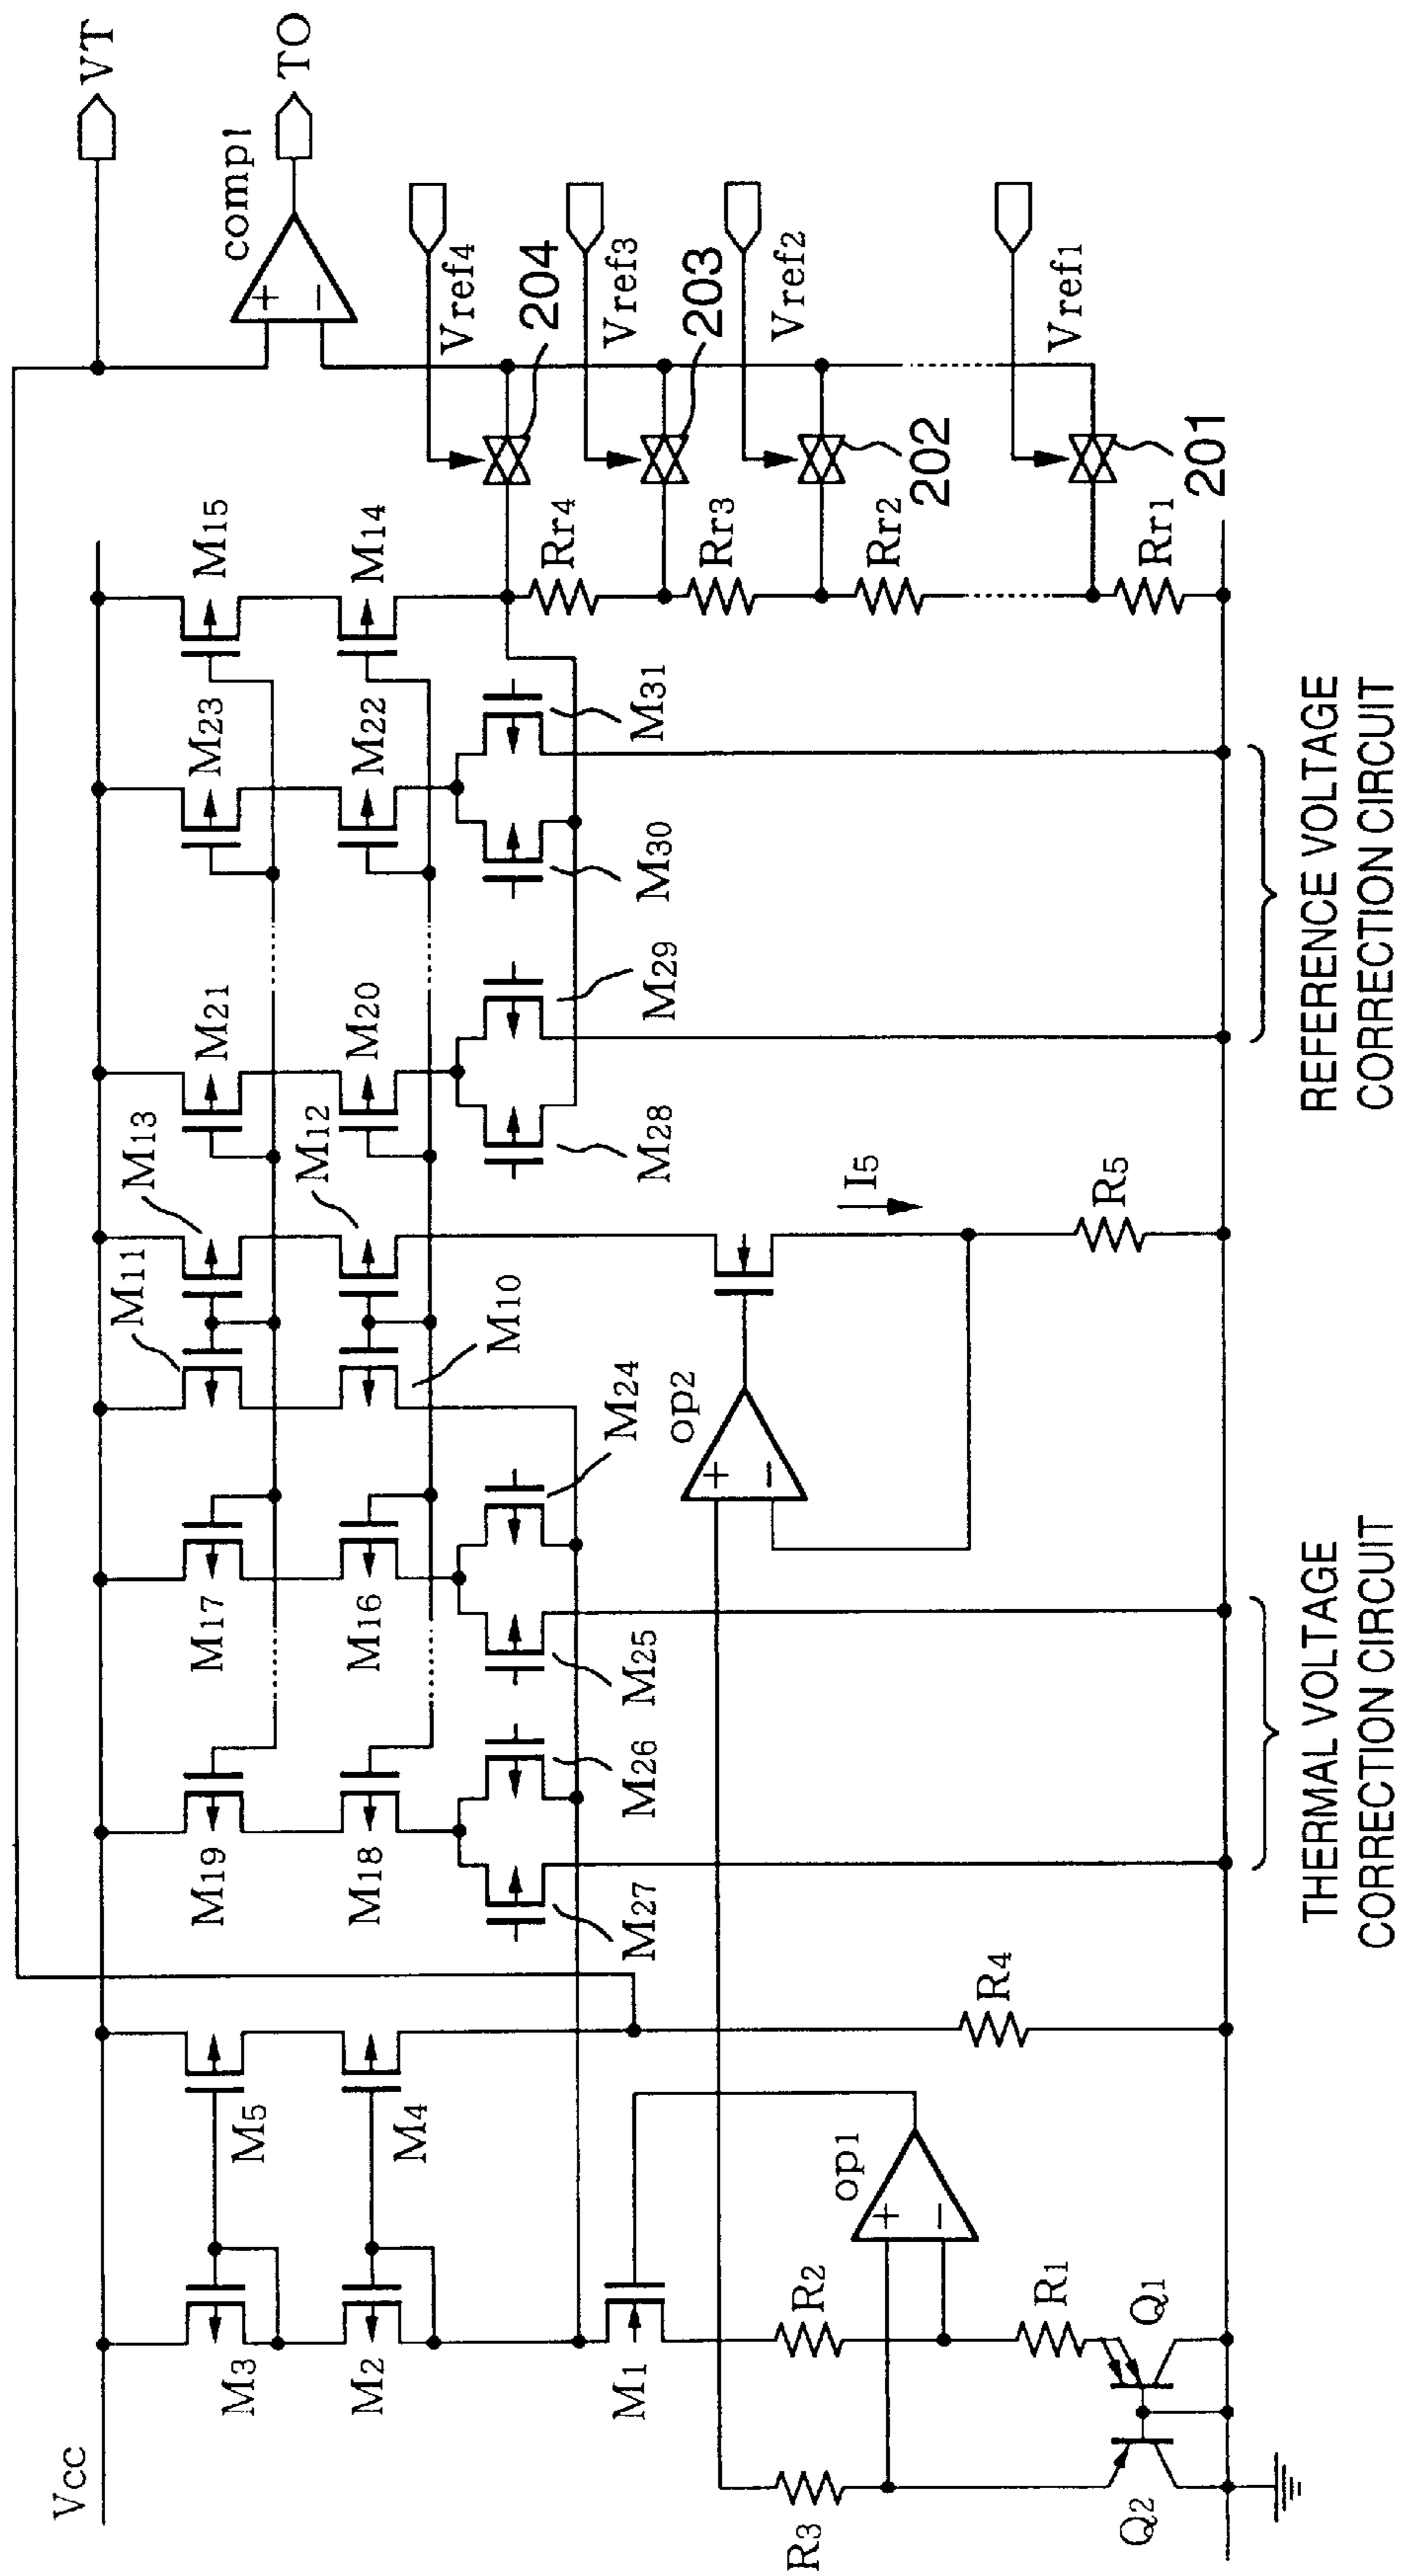 VT
TO
comp1
+
−
Vref4
204
Vref3
203
Vref2
202
Vref1
201
Rr4
Rr3
Rr2
Rr1
M15
M14
M23
M22
M31
M30
M21
M20
M29
M28
M13
M12
M11
M10
I5
R5
op2
+
−
M24
M17
M16
M25
M26
M19
M18
M27
REFERENCE VOLTAGE
CORRECTION CIRCUIT
THERMAL VOLTAGE
CORRECTION CIRCUIT
R4
M5
M4
op1
+
−
M3
M2
M1
R2
R1
Q1
Vcc
R3
Q2